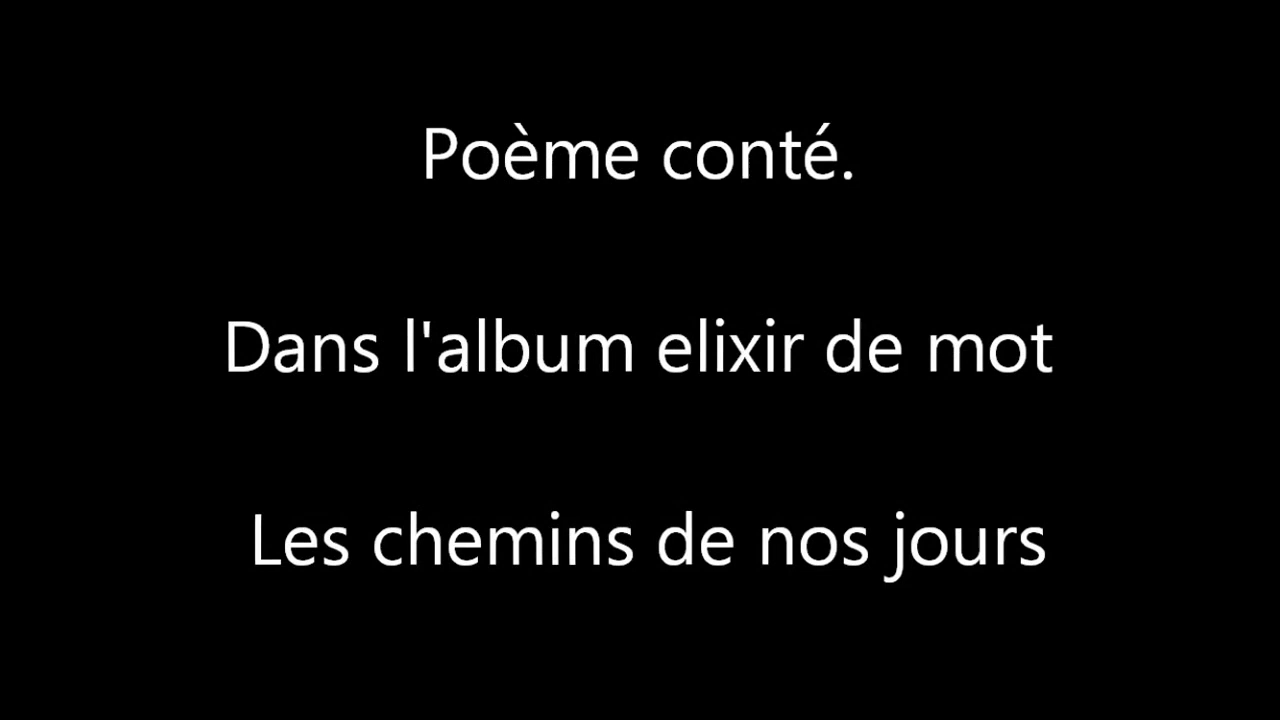 Poème conté.
Dans l'album elixir de mot
Les chemins de nos jours